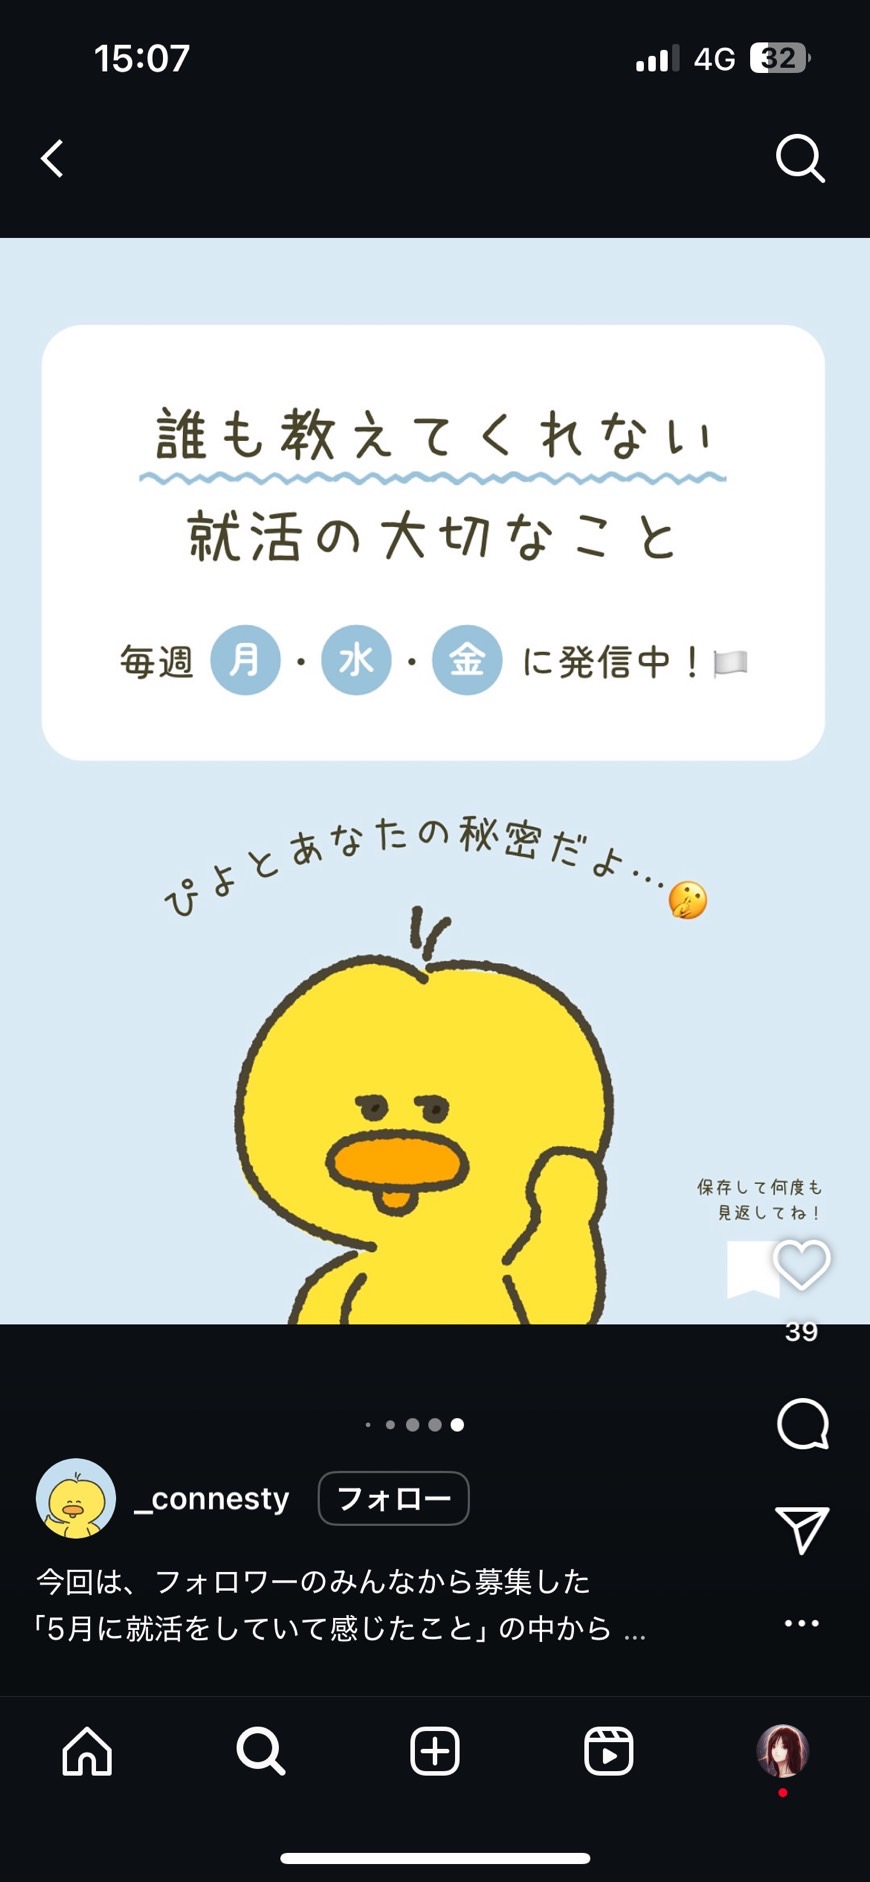 15:07
4G 32
誰も教えてくれない
就活の大切なこと
毎週 月・水・金 に発信中！🏳️
ぴよとあなたの秘密だよ…🤫
保存して何度も
見返してね！
39
_connesty フォロー
今回は、フォロワーのみんなから募集した
「5月に就活をしていて感じたこと」の中から ...